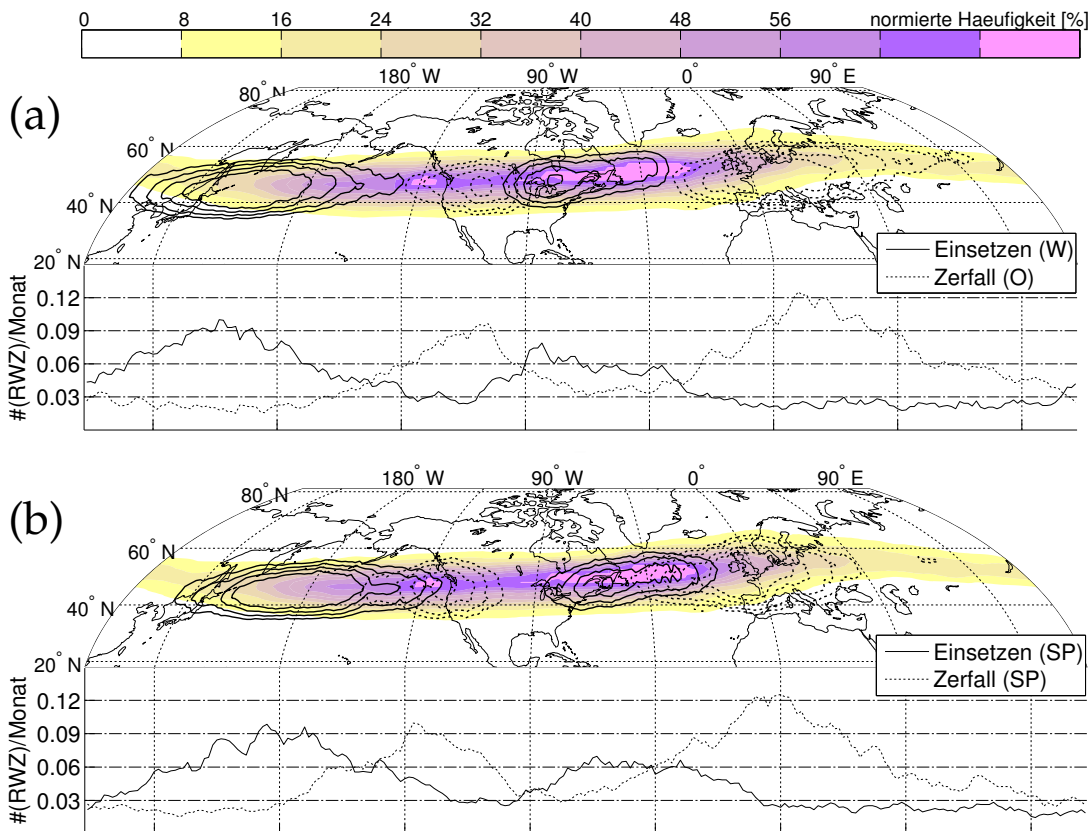 0 8 16 24 32 40 48 56 normierte Haeufigkeit [%]
180° W 90° W 0° 90° E
(a)
80° N
60° N
40° N
20° N
Einsetzen (W)
Zerfall (O)
#(RWZ)/Monat
0.12
0.09
0.06
0.03
180° W 90° W 0° 90° E
(b)
80° N
60° N
40° N
20° N
Einsetzen (SP)
Zerfall (SP)
#(RWZ)/Monat
0.12
0.09
0.06
0.03